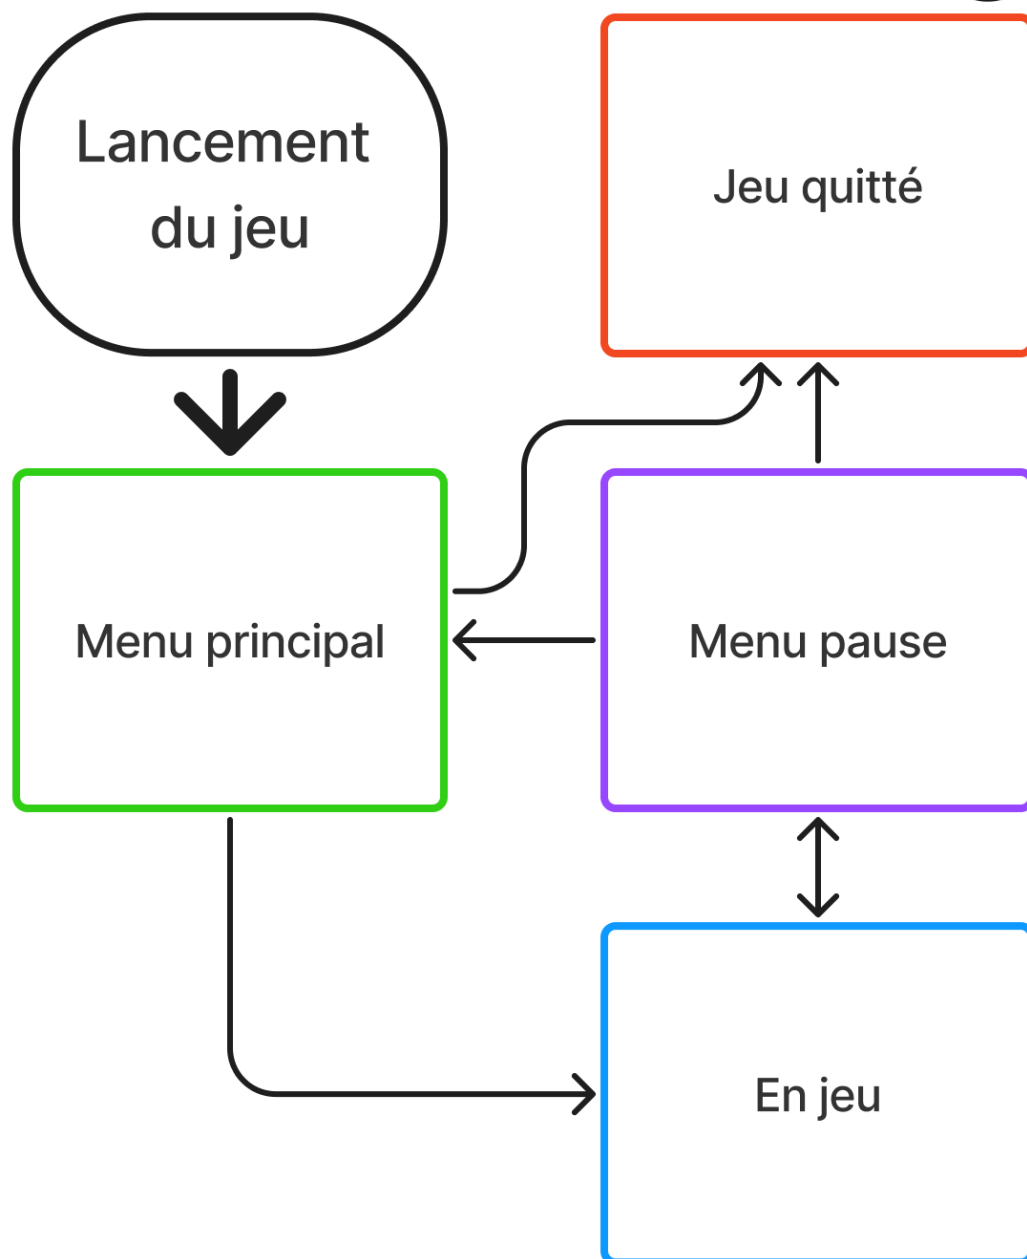 Lancement
du jeu
Jeu quitté
Menu principal
Menu pause
En jeu